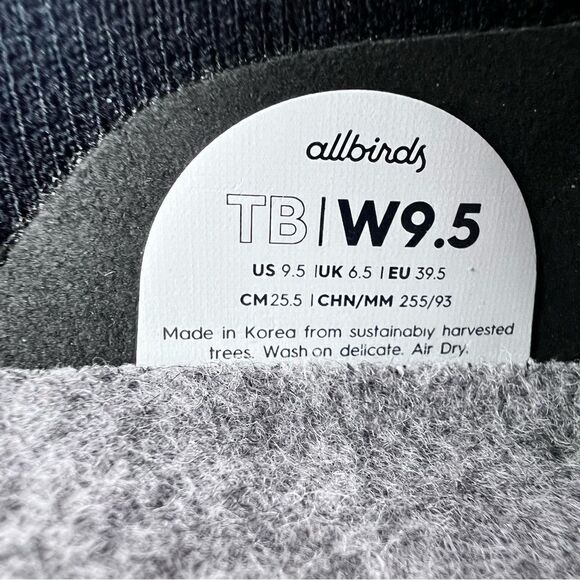 allbirds
TB | W9.5
US 9.5 | UK 6.5 | EU 39.5
CM 25.5 | CHN/MM 255/93
Made in Korea from sustainably harvested
trees. Wash on delicate. Air Dry.